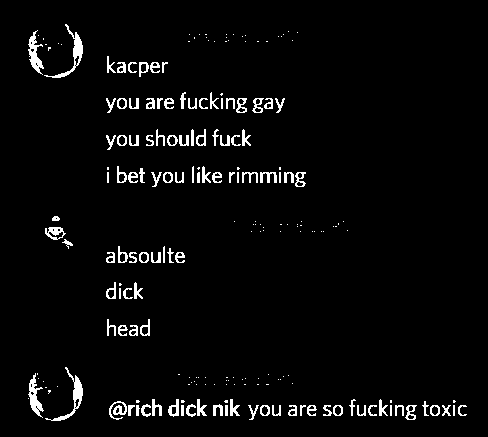 kacper
you are fucking gay
you should fuck
i bet you like rimming
absoulte
dick
head
@rich dick nik you are so fucking toxic